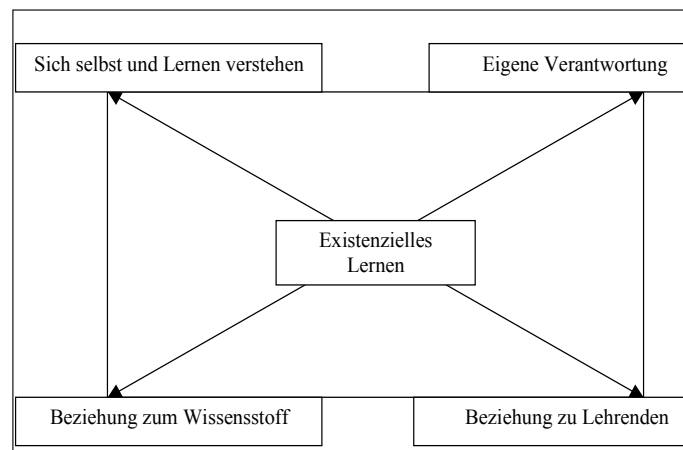 Sich selbst und Lernen verstehen
Eigene Verantwortung
Existenzielles
Lernen
Beziehung zum Wissensstoff
Beziehung zu Lehrenden